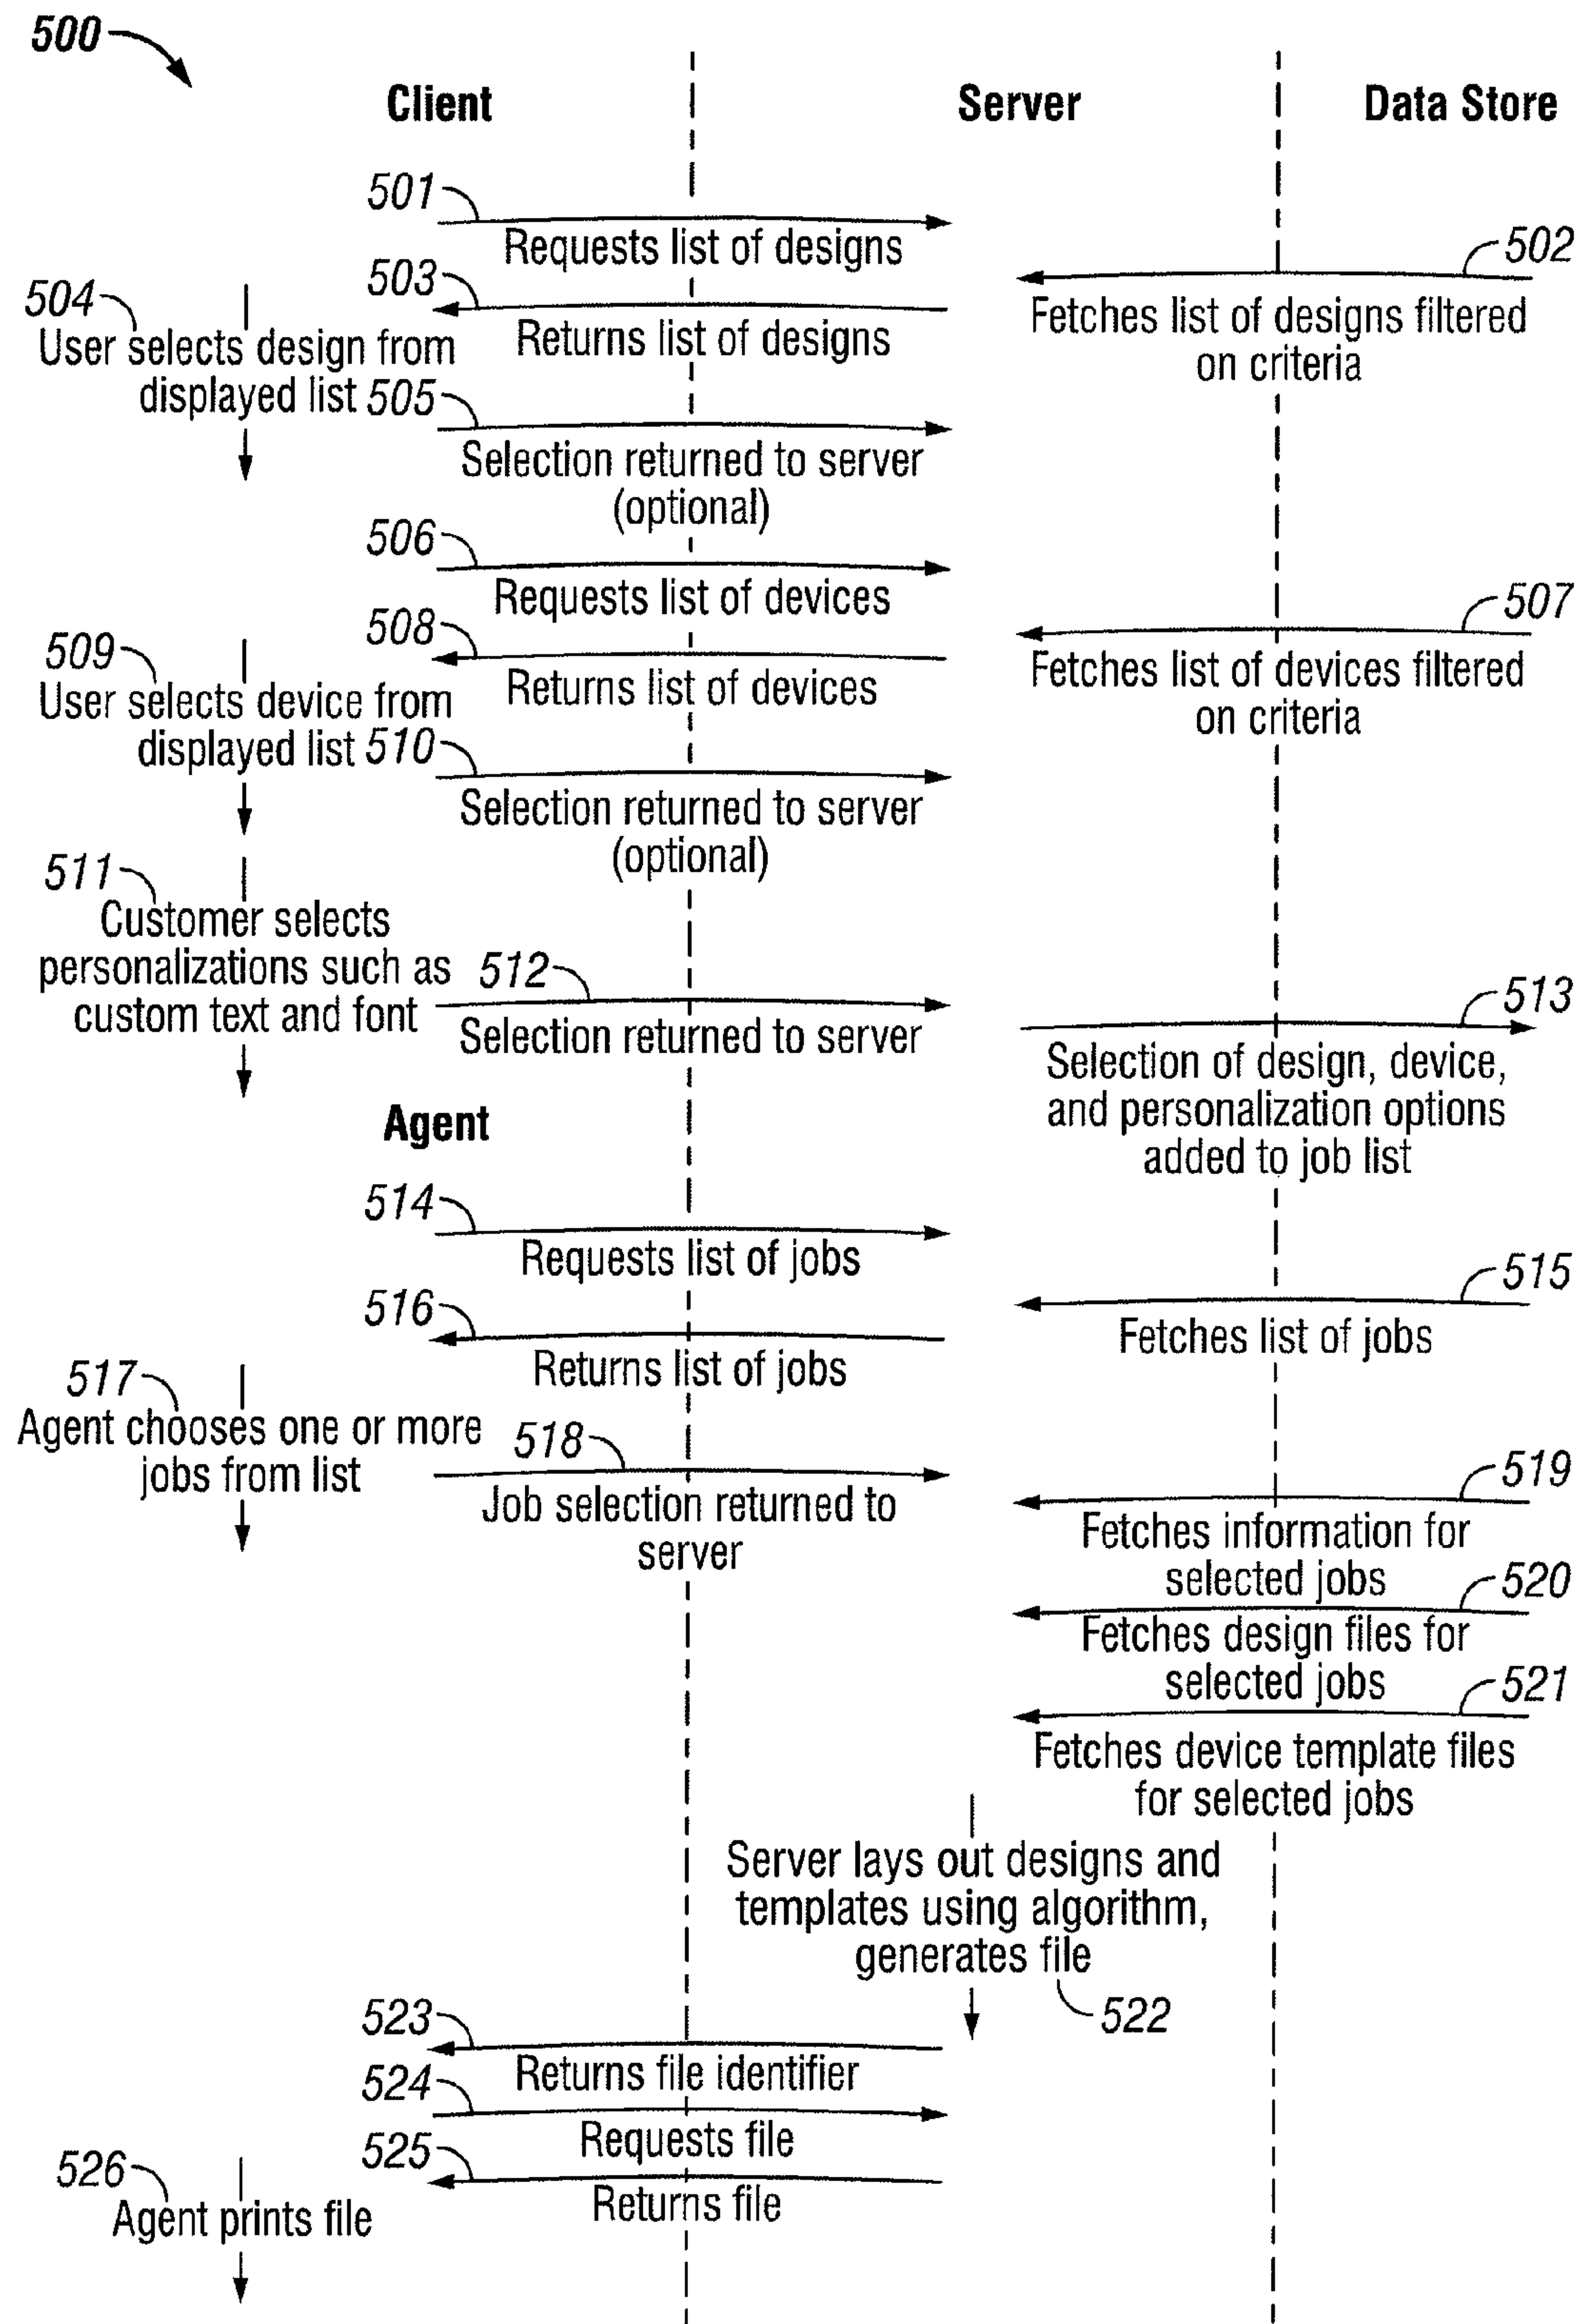 500
Client
Server
Data Store
501
Requests list of designs
502
Fetches list of designs filtered
on criteria
503
Returns list of designs
504
User selects design from
displayed list
505
Selection returned to server
(optional)
506
Requests list of devices
507
Fetches list of devices filtered
on criteria
508
Returns list of devices
509
User selects device from
displayed list
510
Selection returned to server
(optional)
511
Customer selects
personalizations such as
custom text and font
512
Selection returned to server
513
Selection of design, device,
and personalization options
added to job list
Agent
514
Requests list of jobs
515
Fetches list of jobs
516
Returns list of jobs
517
Agent chooses one or more
jobs from list
518
Job selection returned to
server
519
Fetches information for
selected jobs
520
Fetches design files for
selected jobs
521
Fetches device template files
for selected jobs
Server lays out designs and
templates using algorithm,
generates file
522
523
Returns file identifier
524
Requests file
525
Returns file
526
Agent prints file